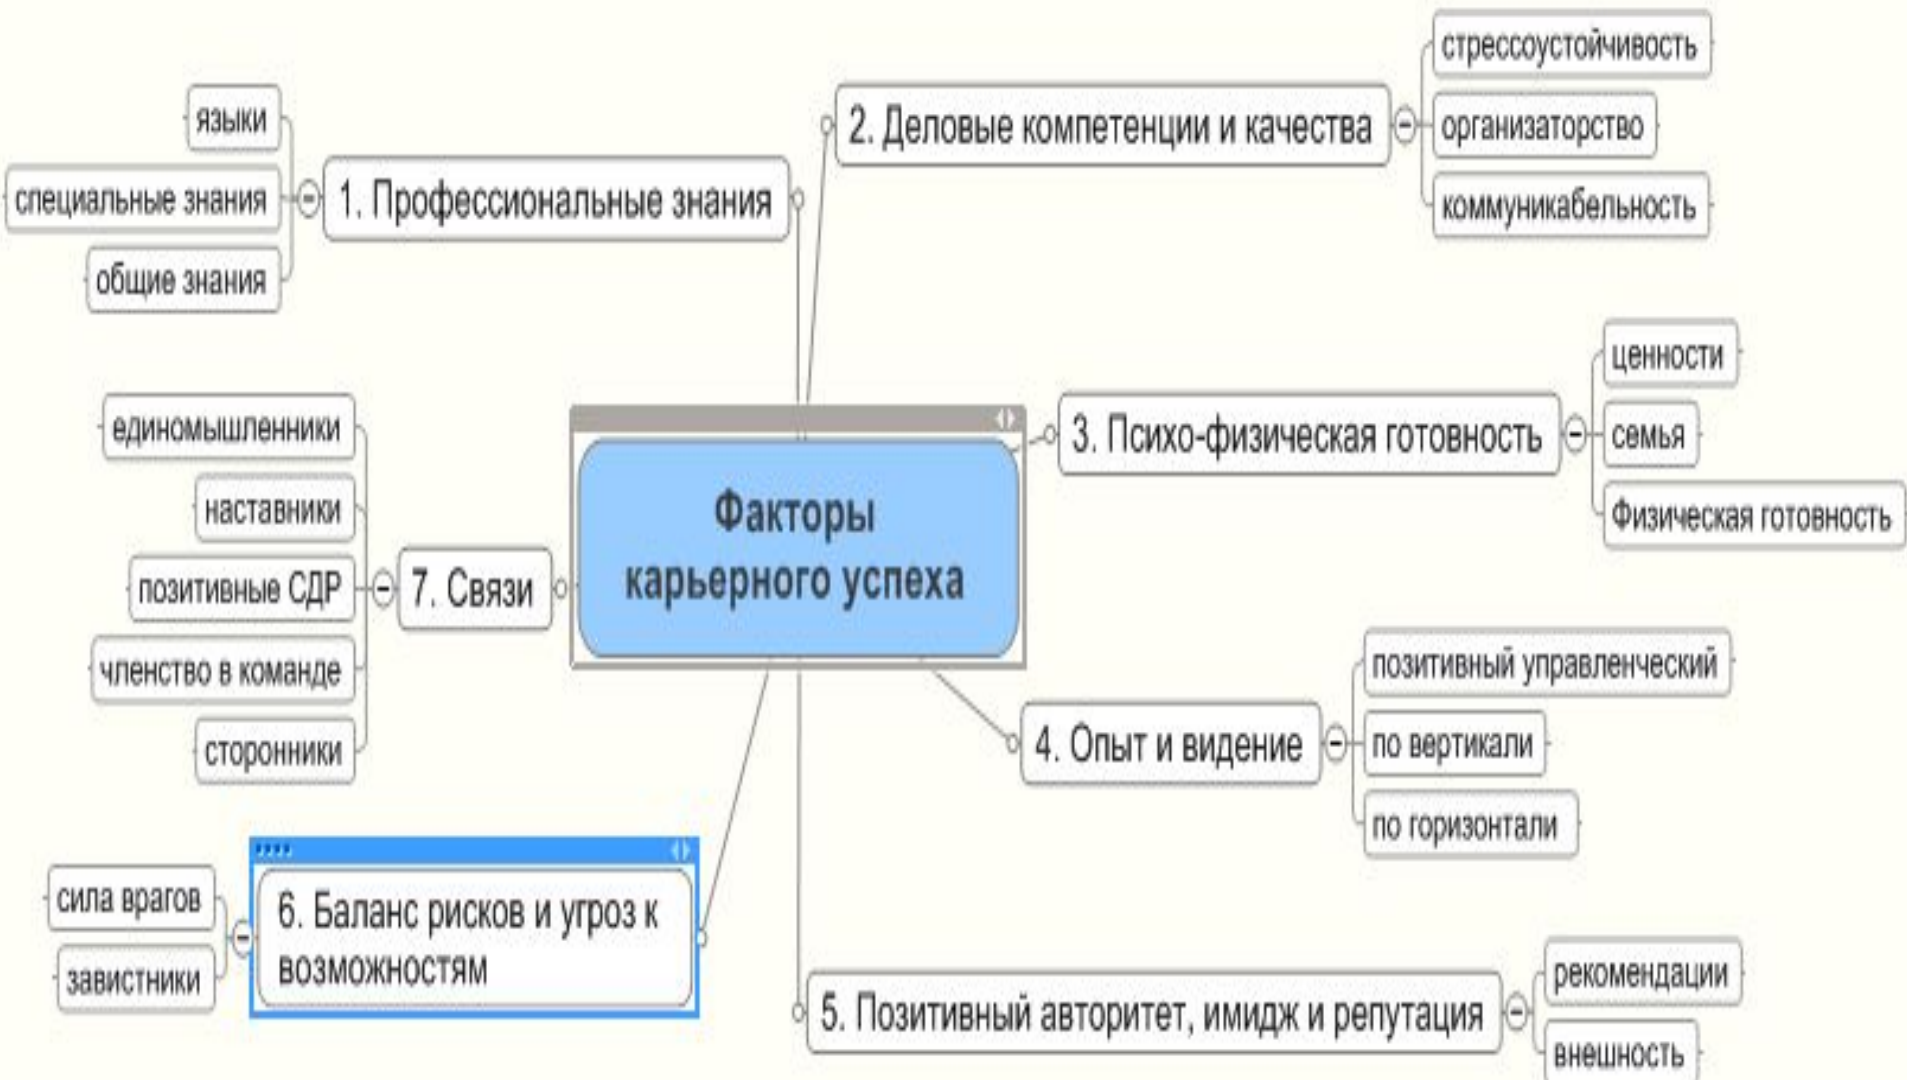 Факторы
карьерного успеха
1. Профессиональные знания
языки
специальные знания
общие знания
2. Деловые компетенции и качества
стрессоустойчивость
организаторство
коммуникабельность
3. Психо-физическая готовность
ценности
семья
Физическая готовность
4. Опыт и видение
позитивный управленческий
по вертикали
по горизонтали
5. Позитивный авторитет, имидж и репутация
рекомендации
внешность
6. Баланс рисков и угроз к
возможностям
сила врагов
завистники
7. Связи
единомышленники
наставники
позитивные СДР
членство в команде
сторонники